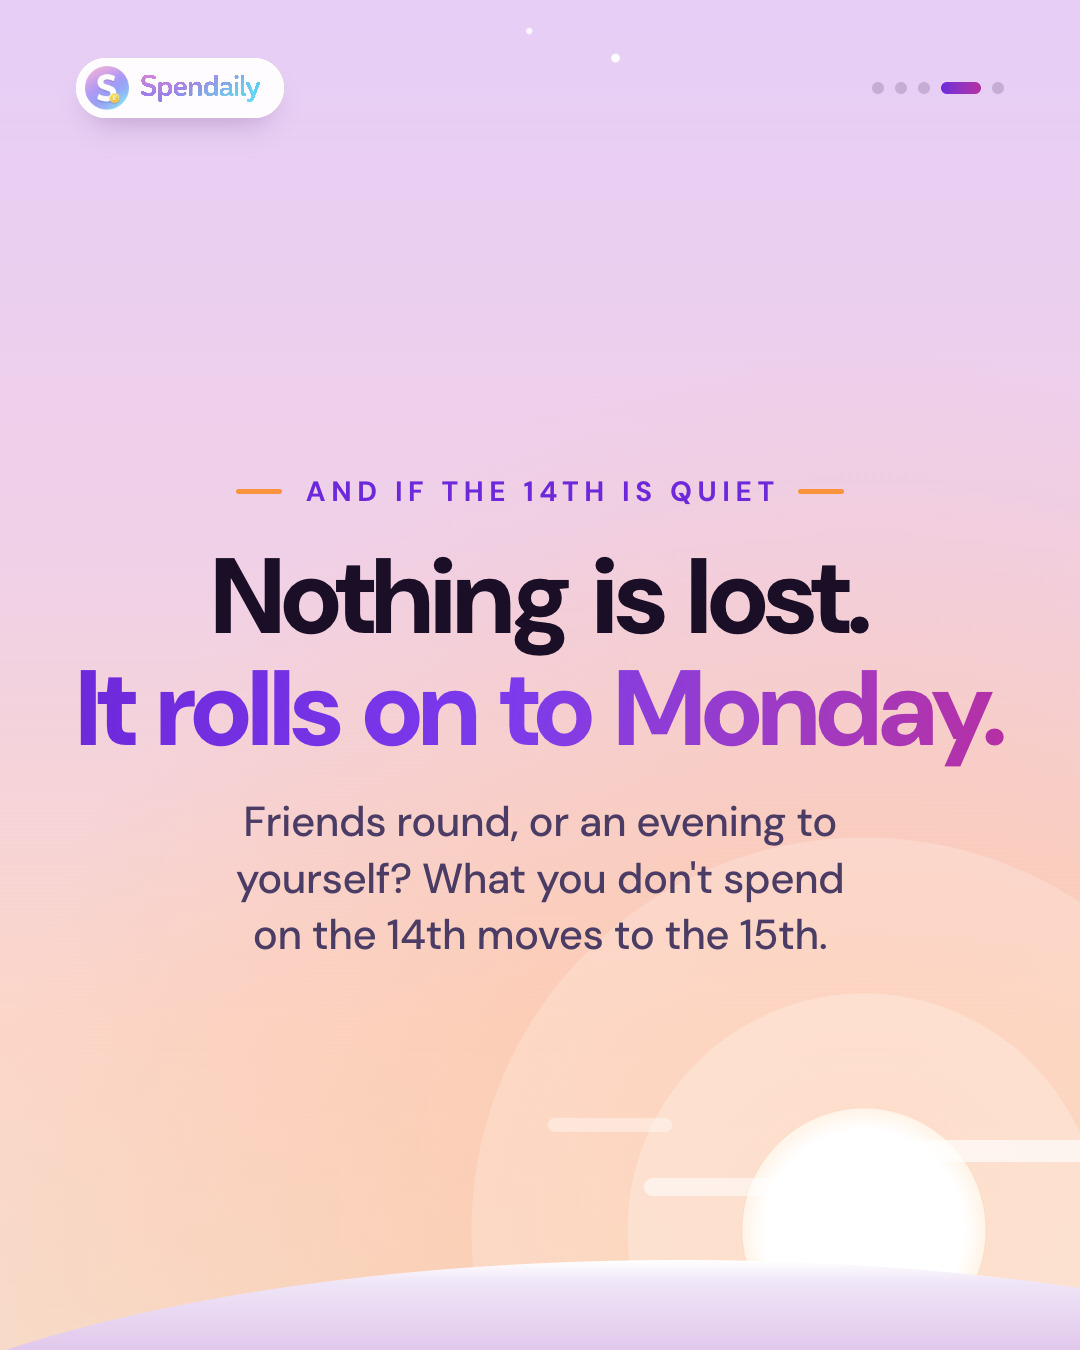 Spendaily
AND IF THE 14TH IS QUIET
Nothing is lost.
It rolls on to Monday.
Friends round, or an evening to
yourself? What you don't spend
on the 14th moves to the 15th.